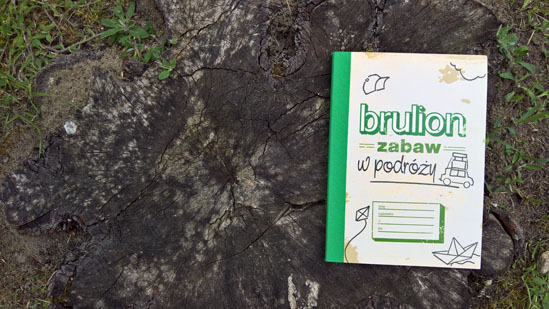 brulion
zabaw
w podróży